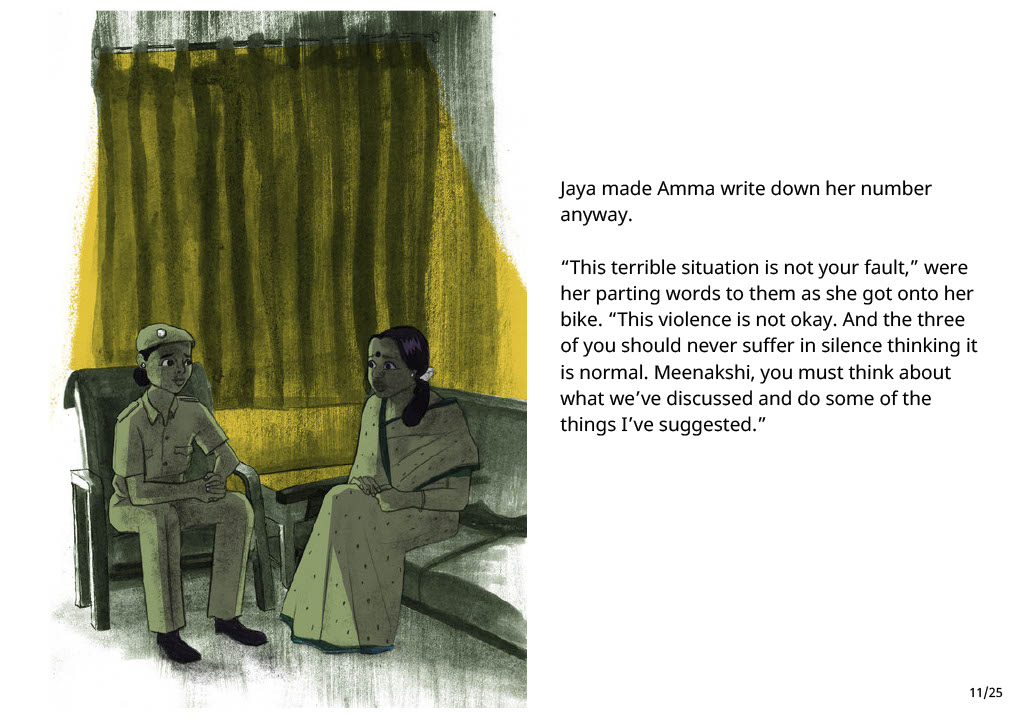 Jaya made Amma write down her number
anyway.
“This terrible situation is not your fault,” were
her parting words to them as she got onto her
bike. “This violence is not okay. And the three
of you should never suffer in silence thinking it
is normal. Meenakshi, you must think about
what we’ve discussed and do some of the
things I’ve suggested.”
11/25